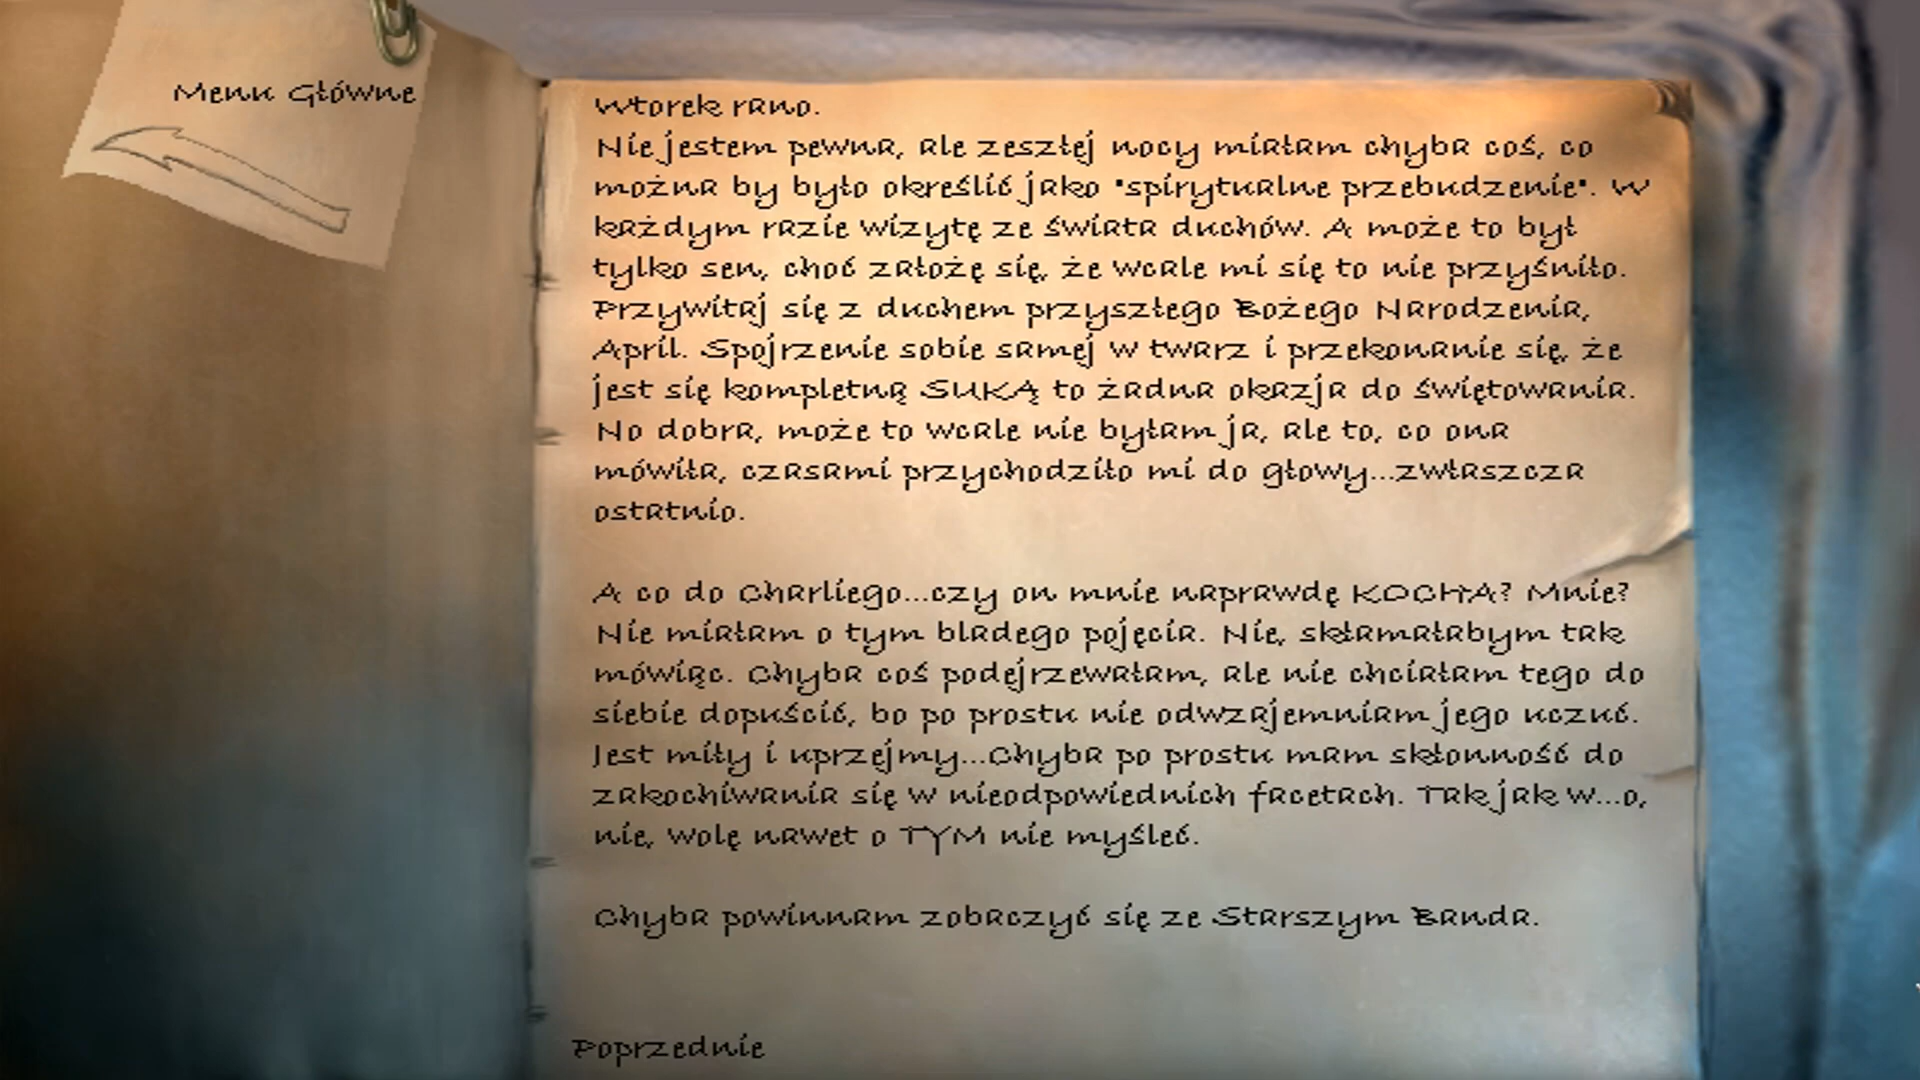 Menu Główne
Wtorek rano.
Nie jestem pewna, ale zeszłej nocy miałam chyba coś, co
można by było określić jako "spirytualne przebudzenie". W
każdym razie wizytę ze świata duchów. A może to był
tylko sen, choć założę się, że wcale mi się to nie przyśniło.
Przywitaj się z duchem przyszłego Bożego Narodzenia,
April. Spojrzenie sobie samej w twarz i przekonanie się, że
jest się kompletną SUKĄ to żadna okazja do świętowania.
No dobra, może to wcale nie byłam ja, ale to, co ona
mówiła, czasami przychodziło mi do głowy...zwłaszcza
ostatnio.
A co do Charliego...czy on mnie naprawdę KOCHA? Mnie?
Nie miałam o tym bladego pojęcia. Nie, skłamałabym tak
mówiąc. Chyba coś podejrzewałam, ale nie chciałam tego do
siebie dopuścić, bo po prostu nie odwzajemniam jego uczuć.
Jest miły i uprzejmy...Chyba po prostu mam skłonność do
zakochiwania się w nieodpowiednich facetach. Tak jak w...o,
nie, wolę nawet o TYM nie myśleć.
Chyba powinnam zobaczyć się ze Starszym Banda.
Poprzednie